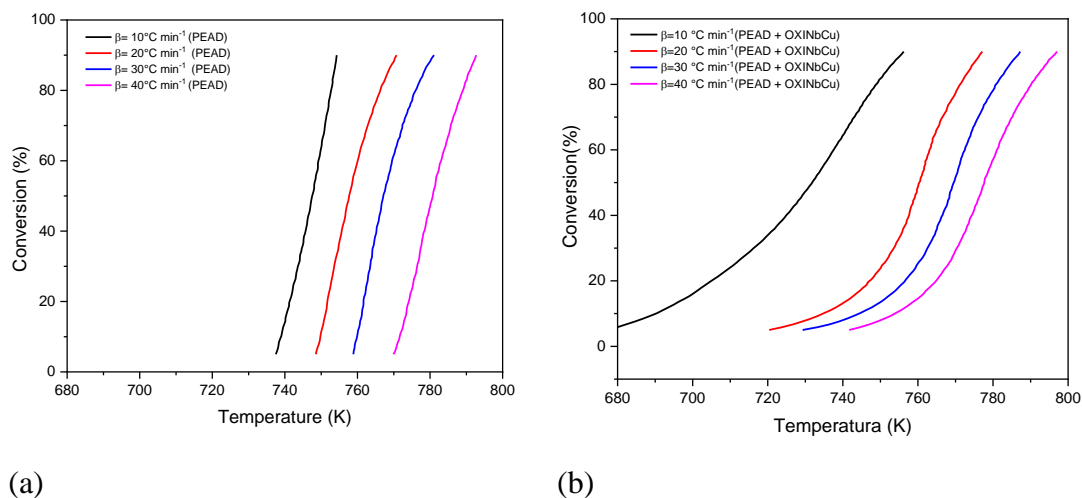 β= 10°C min⁻¹ (PEAD)
β= 20°C min⁻¹ (PEAD)
β= 30°C min⁻¹ (PEAD)
β= 40°C min⁻¹ (PEAD)
100
80
60
40
20
0
Conversion (%)
680 700 720 740 760 780 800
Temperature (K)
(a)
β=10 °C min⁻¹(PEAD + OXINbCu)
β=20 °C min⁻¹(PEAD + OXINbCu)
β=30 °C min⁻¹(PEAD + OXINbCu)
β=40 °C min⁻¹(PEAD + OXINbCu)
100
80
60
40
20
0
Conversion(%)
680 700 720 740 760 780 800
Temperatura (K)
(b)